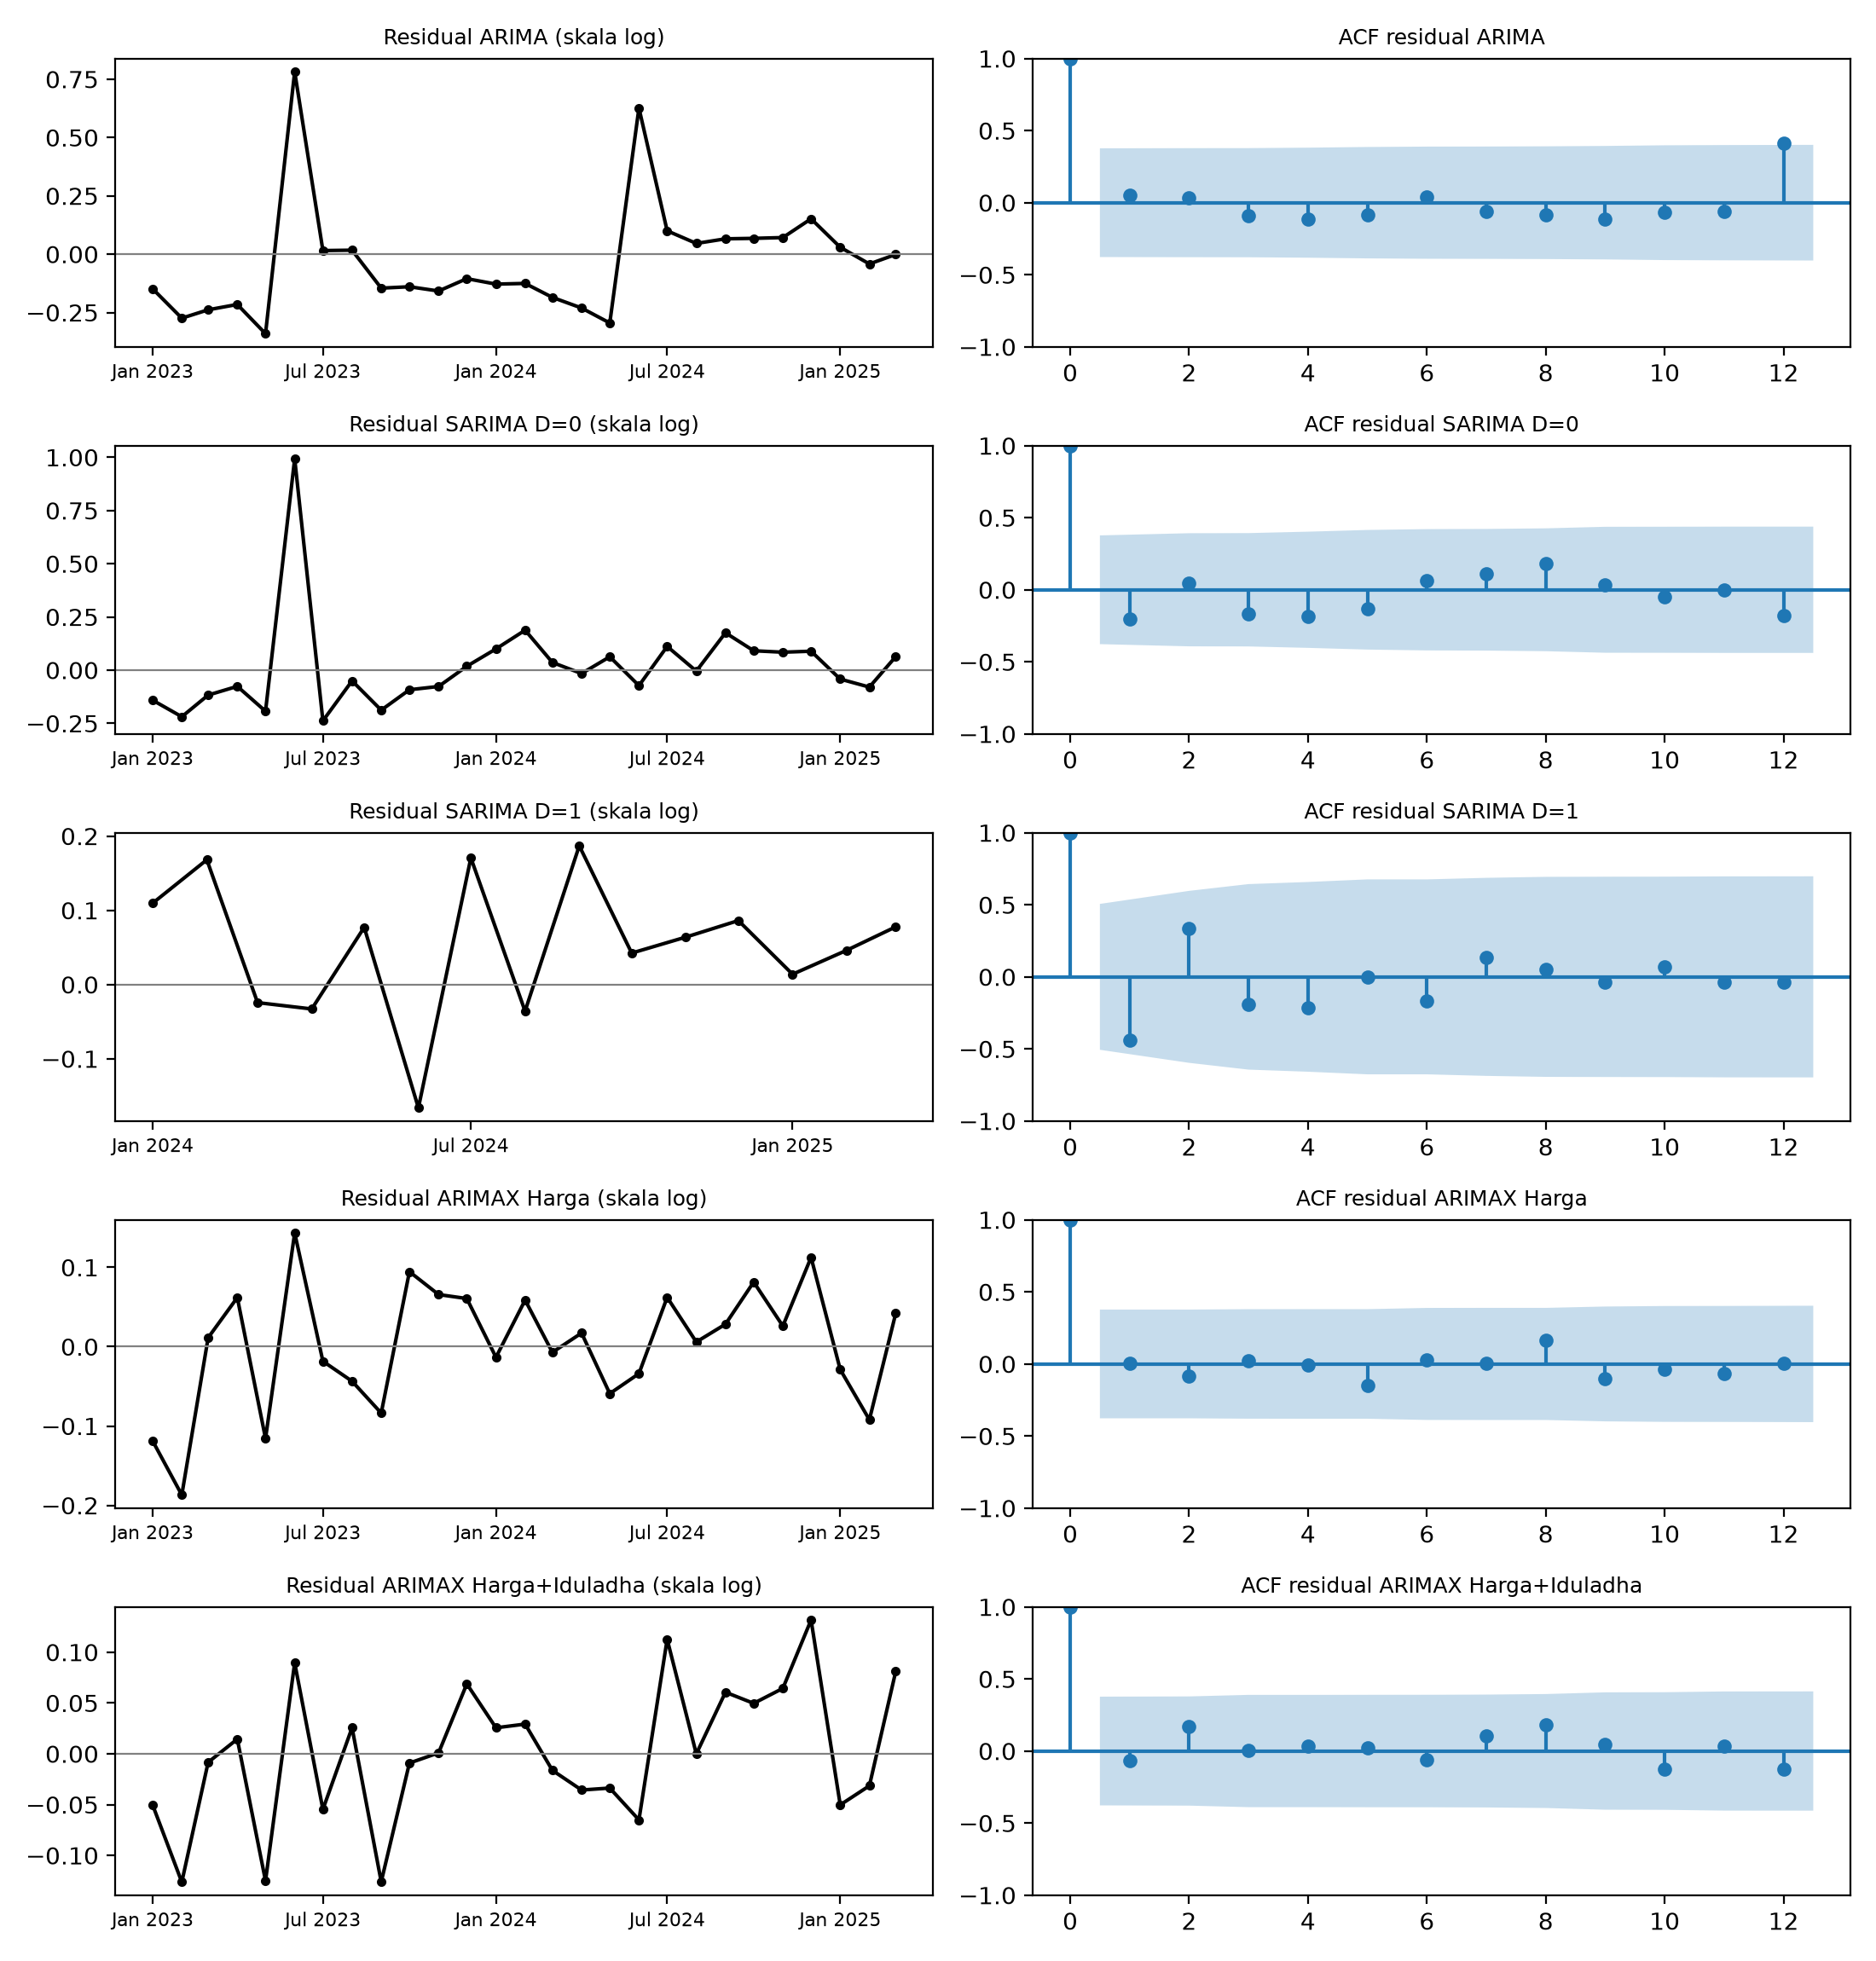 Residual ARIMA (skala log)
0.75
0.50
0.25
0.00
−0.25
Jan 2023 Jul 2023 Jan 2024 Jul 2024 Jan 2025
ACF residual ARIMA
1.0
0.5
0.0
−0.5
−1.0
0 2 4 6 8 10 12
Residual SARIMA D=0 (skala log)
1.00
0.75
0.50
0.25
0.00
−0.25
Jan 2023 Jul 2023 Jan 2024 Jul 2024 Jan 2025
ACF residual SARIMA D=0
1.0
0.5
0.0
−0.5
−1.0
0 2 4 6 8 10 12
Residual SARIMA D=1 (skala log)
0.2
0.1
0.0
−0.1
Jan 2024 Jul 2024 Jan 2025
ACF residual SARIMA D=1
1.0
0.5
0.0
−0.5
−1.0
0 2 4 6 8 10 12
Residual ARIMAX Harga (skala log)
0.1
0.0
−0.1
−0.2
Jan 2023 Jul 2023 Jan 2024 Jul 2024 Jan 2025
ACF residual ARIMAX Harga
1.0
0.5
0.0
−0.5
−1.0
0 2 4 6 8 10 12
Residual ARIMAX Harga+Iduladha (skala log)
0.10
0.05
0.00
−0.05
−0.10
Jan 2023 Jul 2023 Jan 2024 Jul 2024 Jan 2025
ACF residual ARIMAX Harga+Iduladha
1.0
0.5
0.0
−0.5
−1.0
0 2 4 6 8 10 12